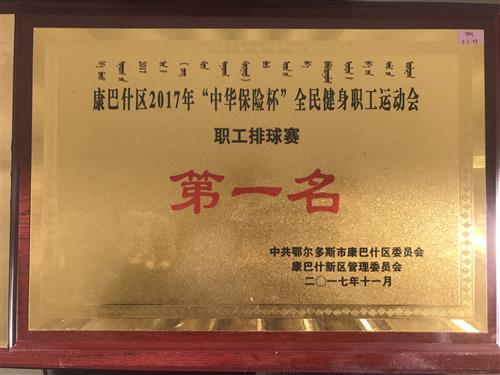 康巴什区2017年“中华保险杯”全民健身职工运动会
职工排球赛
第一名
中共鄂尔多斯市康巴什区委员会
康巴什新区管理委员会
二〇一七年十一月